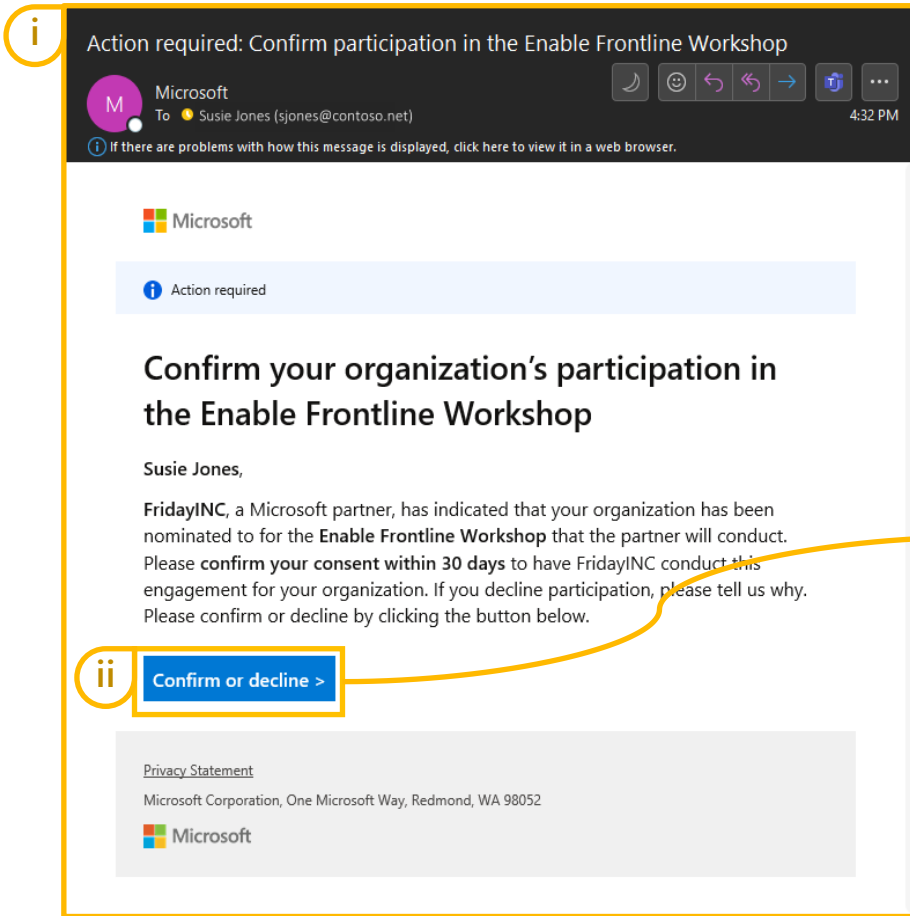 i
Action required: Confirm participation in the Enable Frontline Workshop
M
Microsoft
To Susie Jones (sjones@contoso.net)
4:32 PM
If there are problems with how this message is displayed, click here to view it in a web browser.
Microsoft
Action required
Confirm your organization's participation in
the Enable Frontline Workshop
Susie Jones,
FridayINC, a Microsoft partner, has indicated that your organization has been
nominated to for the Enable Frontline Workshop that the partner will conduct.
Please confirm your consent within 30 days to have FridayINC conduct this
engagement for your organization. If you decline participation, please tell us why.
Please confirm or decline by clicking the button below.
ii
Confirm or decline >
Privacy Statement
Microsoft Corporation, One Microsoft Way, Redmond, WA 98052
Microsoft